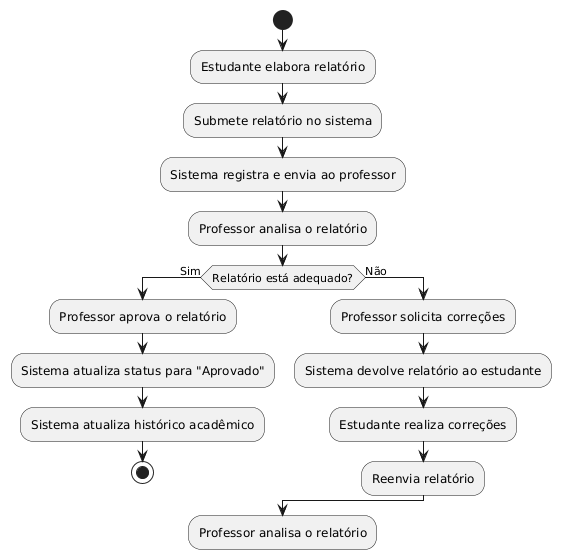 Estudante elabora relatório
Submete relatório no sistema
Sistema registra e envia ao professor
Professor analisa o relatório
Relatório está adequado?
Sim
Não
Professor aprova o relatório
Sistema atualiza status para "Aprovado"
Sistema atualiza histórico acadêmico
Professor solicita correções
Sistema devolve relatório ao estudante
Estudante realiza correções
Reenvia relatório
Professor analisa o relatório